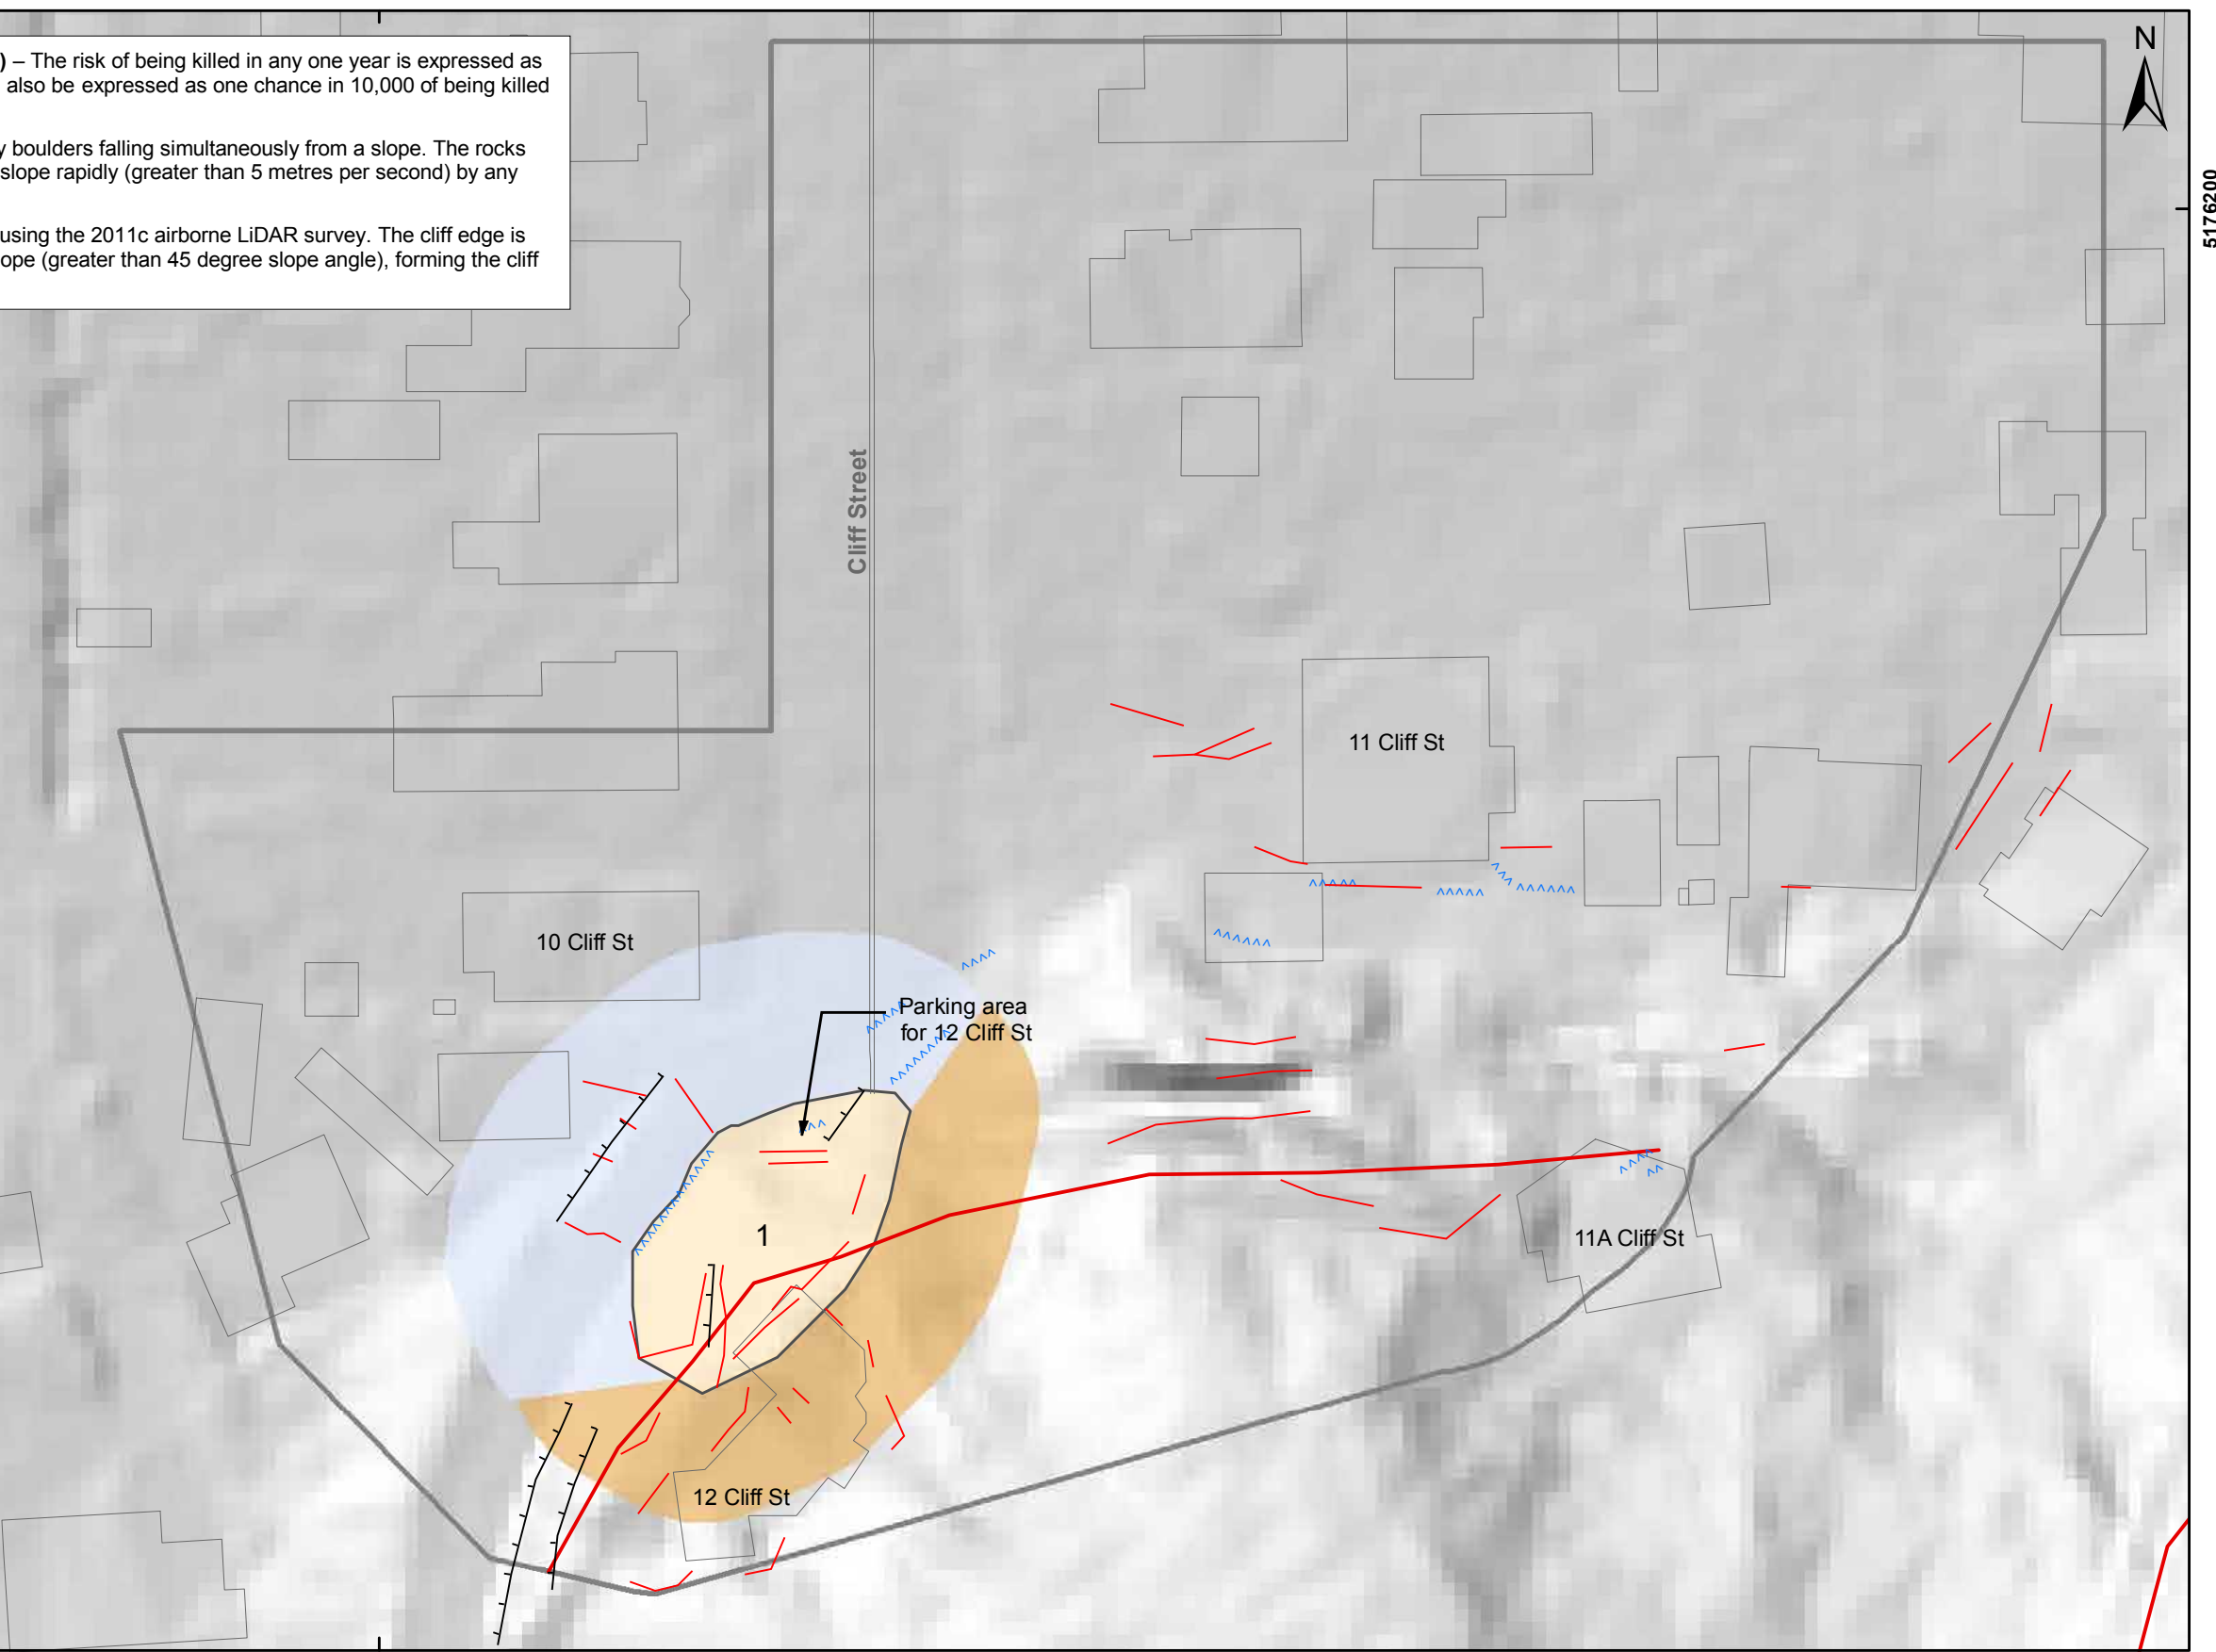 ) – The risk of being killed in any one year is expressed as
also be expressed as one chance in 10,000 of being killed
y boulders falling simultaneously from a slope. The rocks
slope rapidly (greater than 5 metres per second) by any
using the 2011c airborne LiDAR survey. The cliff edge is
ope (greater than 45 degree slope angle), forming the cliff
N
5176200
Cliff Street
11 Cliff St
10 Cliff St
Parking area
for 12 Cliff St
1
11A Cliff St
12 Cliff St